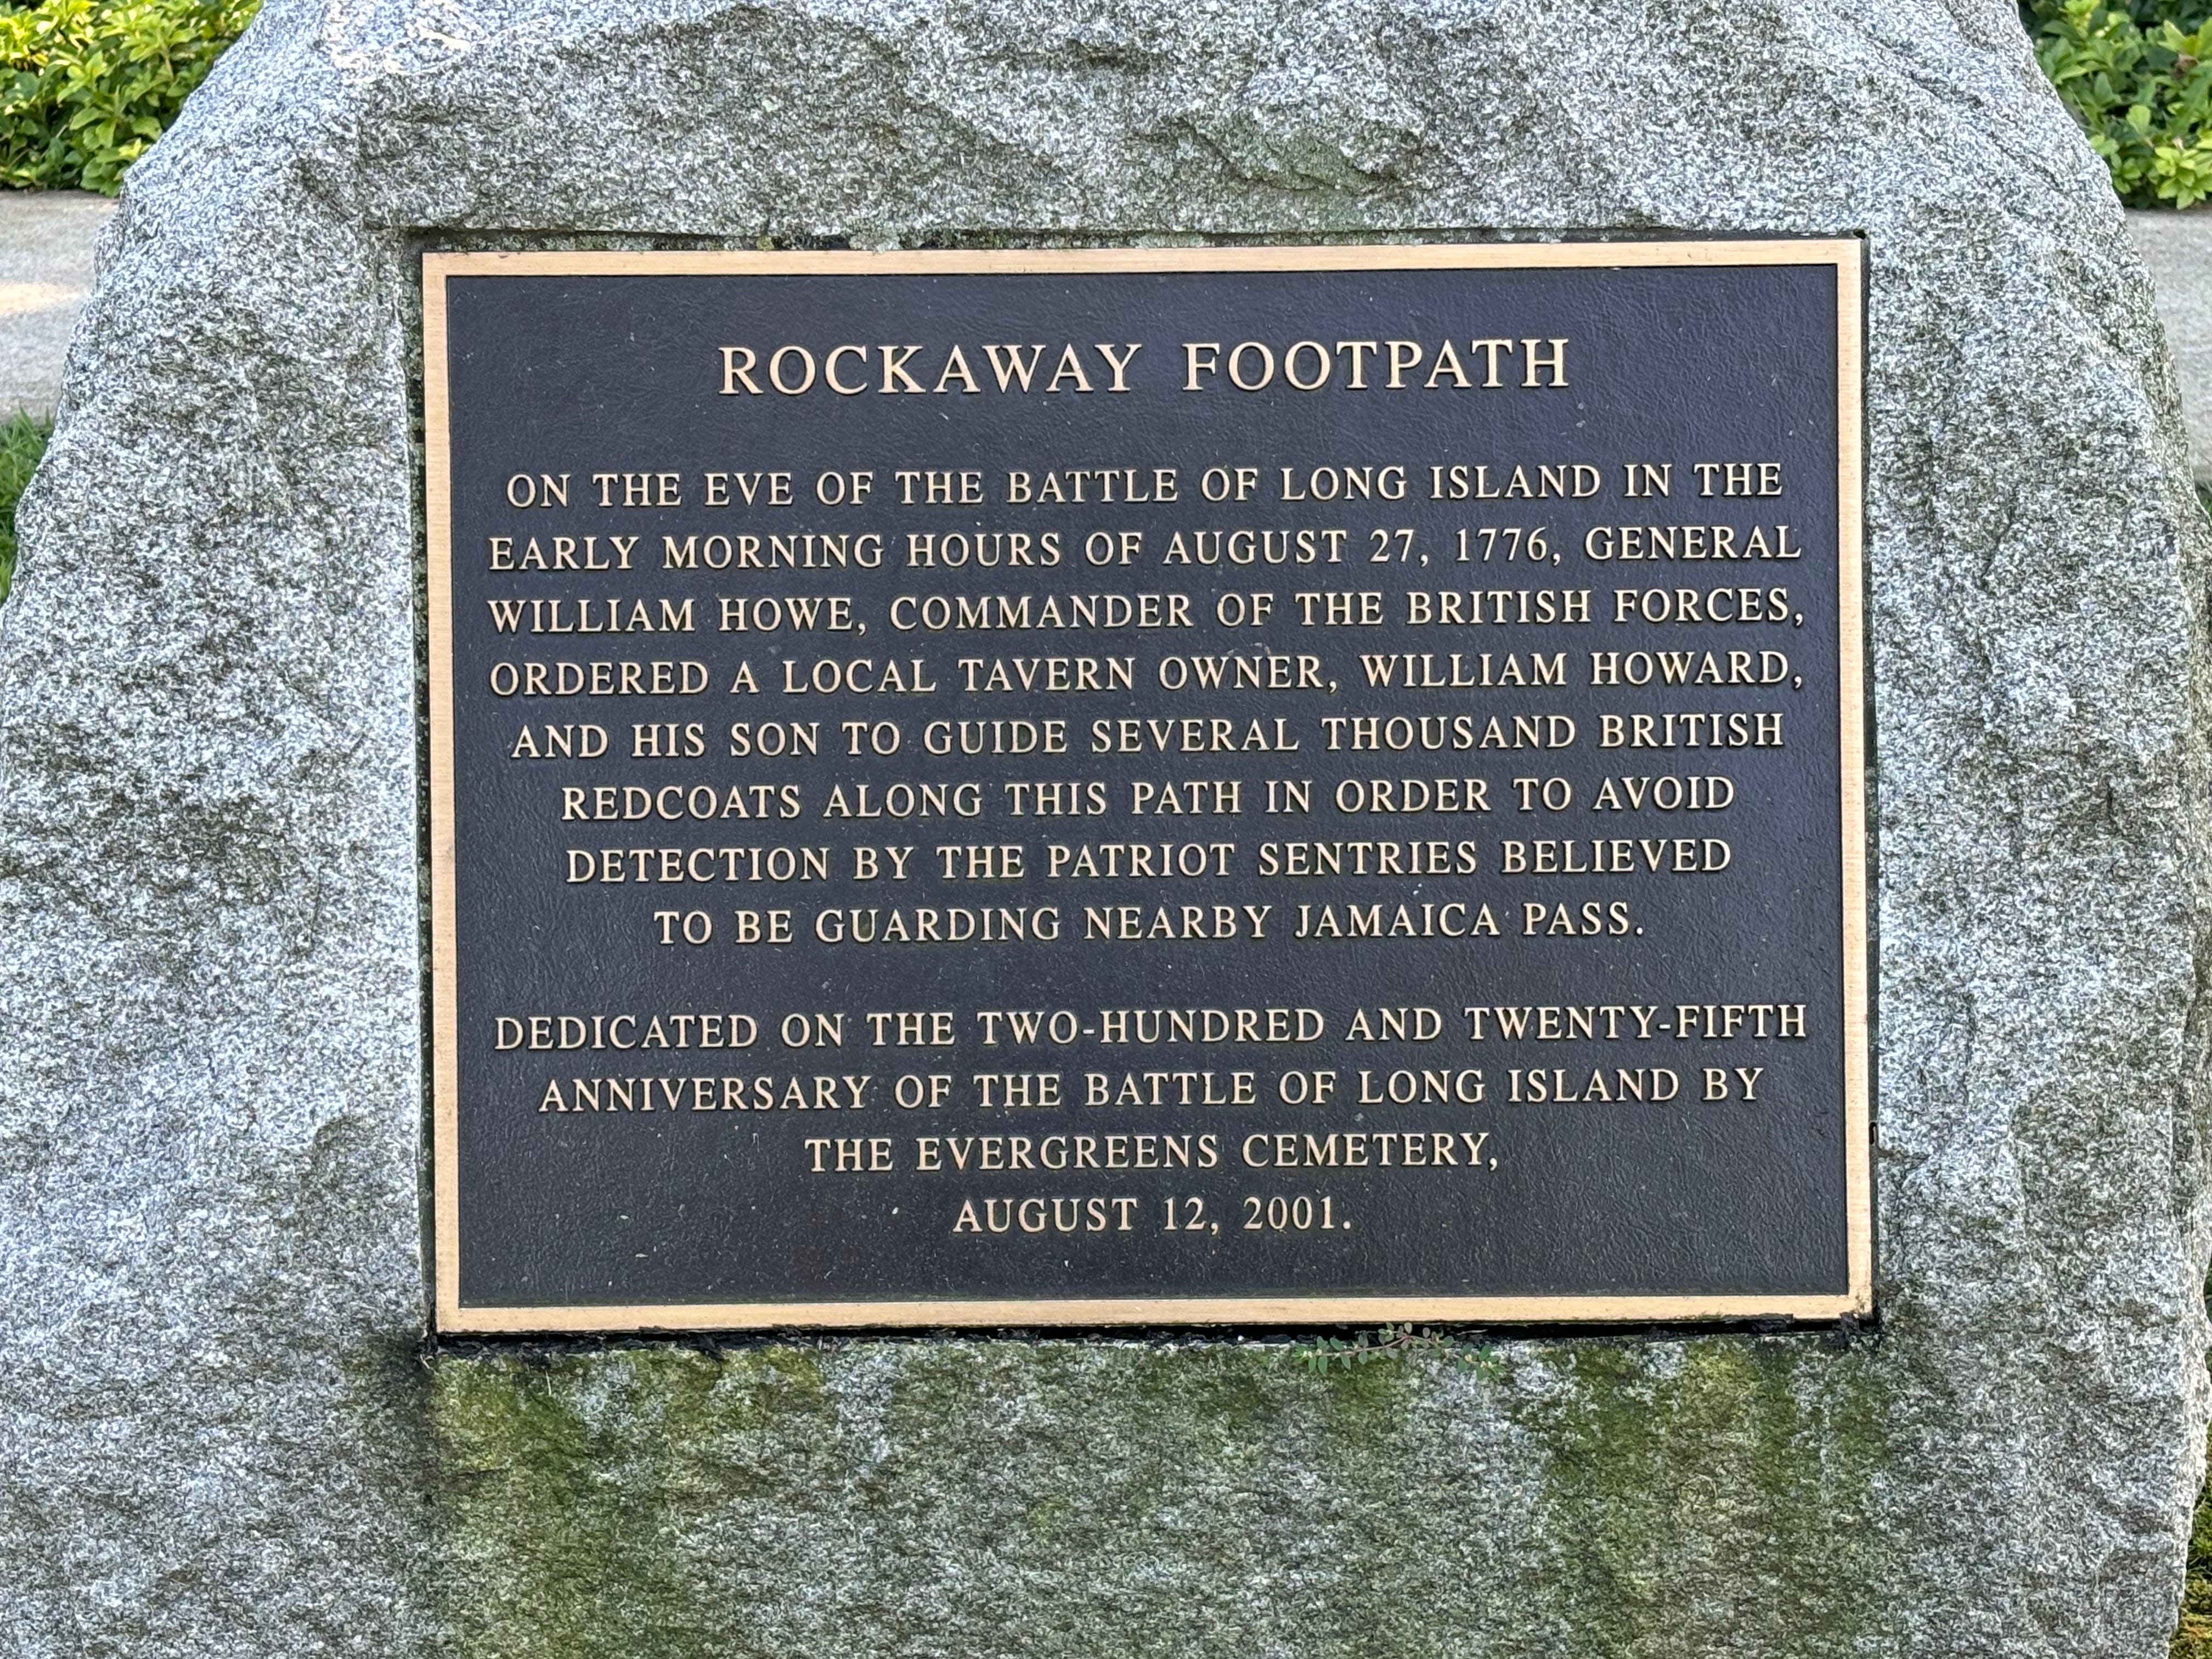 ROCKAWAY FOOTPATH
ON THE EVE OF THE BATTLE OF LONG ISLAND IN THE
EARLY MORNING HOURS OF AUGUST 27, 1776, GENERAL
WILLIAM HOWE, COMMANDER OF THE BRITISH FORCES,
ORDERED A LOCAL TAVERN OWNER, WILLIAM HOWARD,
AND HIS SON TO GUIDE SEVERAL THOUSAND BRITISH
REDCOATS ALONG THIS PATH IN ORDER TO AVOID
DETECTION BY THE PATRIOT SENTRIES BELIEVED
TO BE GUARDING NEARBY JAMAICA PASS.
DEDICATED ON THE TWO-HUNDRED AND TWENTY-FIFTH
ANNIVERSARY OF THE BATTLE OF LONG ISLAND BY
THE EVERGREENS CEMETERY,
AUGUST 12, 2001.